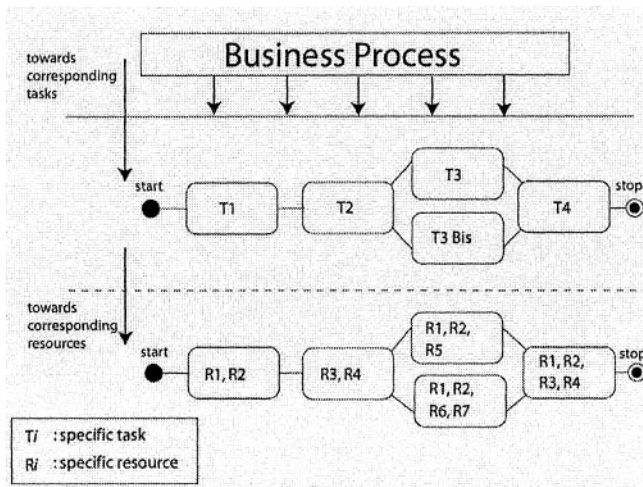 Business Process
towards
corresponding
tasks
start
T1
T2
T3
T3 Bis
T4
stop
towards
corresponding
resources
start
R1, R2
R3, R4
R1, R2,
R5
R1, R2,
R6, R7
R1, R2,
R3, R4
stop
Ti : specific task
Ri : specific resource